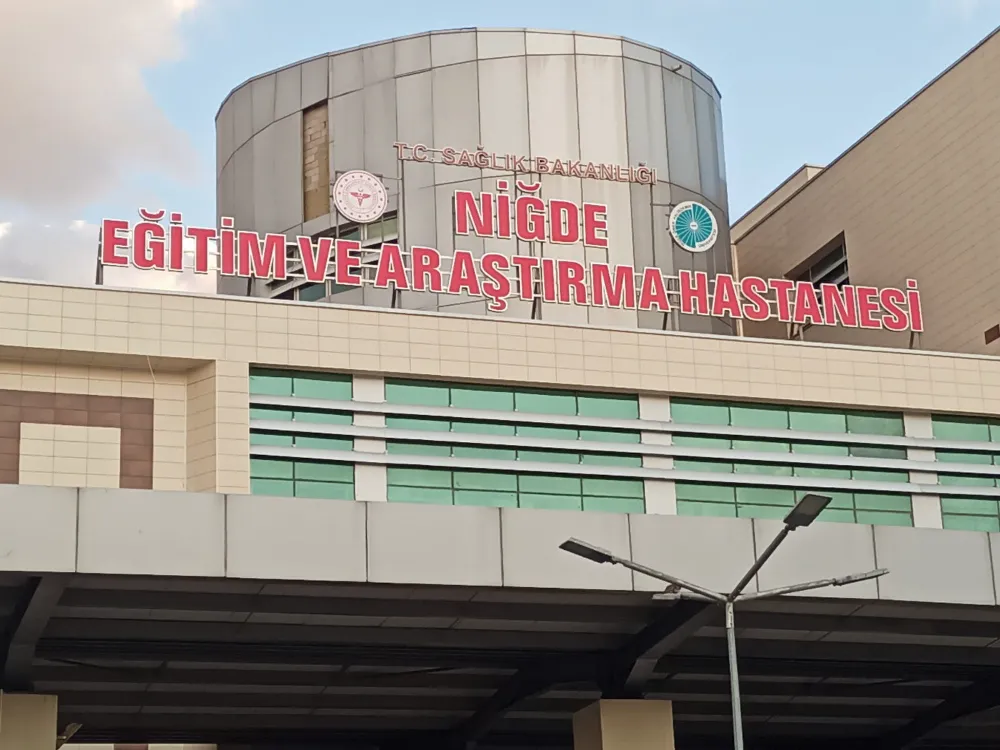 T.C. SAĞLIK BAKANLIĞI
NİĞDE
EĞİTİM VE ARAŞTIRMA HASTANESİ